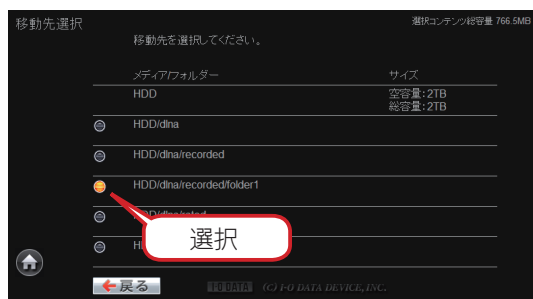 移動先選択
選択コンテンツ総容量 766.5MB
移動先を選択してください。
メディア/フォルダー サイズ
HDD 空容量:2TB
総容量:2TB
HDD/dlna
HDD/dlna/recorded
HDD/dlna/recorded/folder1
選択
戻る
I-O DATA (C) I-O DATA DEVICE, INC.